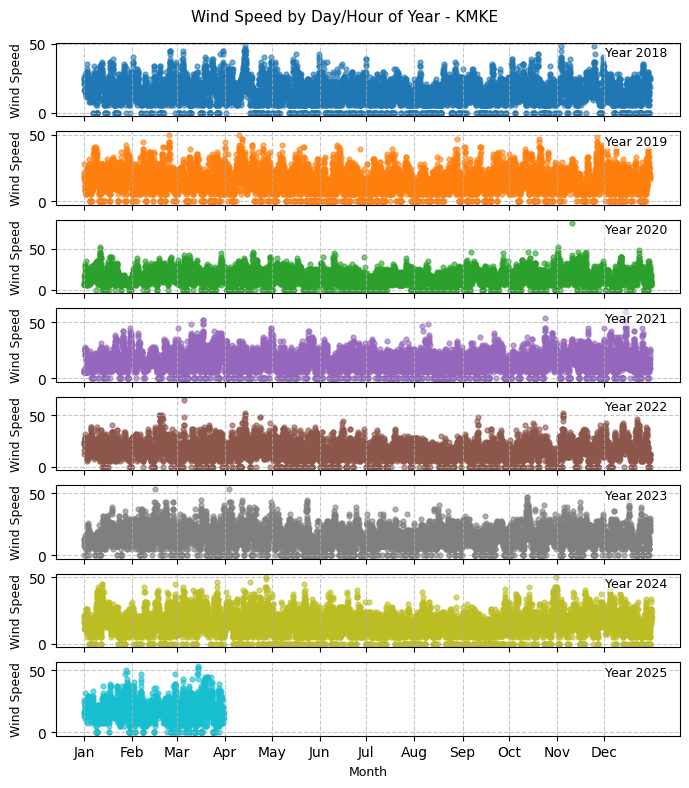 Wind Speed by Day/Hour of Year - KMKE
50
Year 2018
Wind Speed
0
50
Year 2019
Wind Speed
0
Year 2020
50
Wind Speed
0
Year 2021
50
Wind Speed
0
Year 2022
50
Wind Speed
0
50
Year 2023
Wind Speed
0
50
Year 2024
Wind Speed
0
50
Year 2025
Wind Speed
0
Jan Feb Mar Apr May Jun Jul Aug Sep Oct Nov Dec
Month